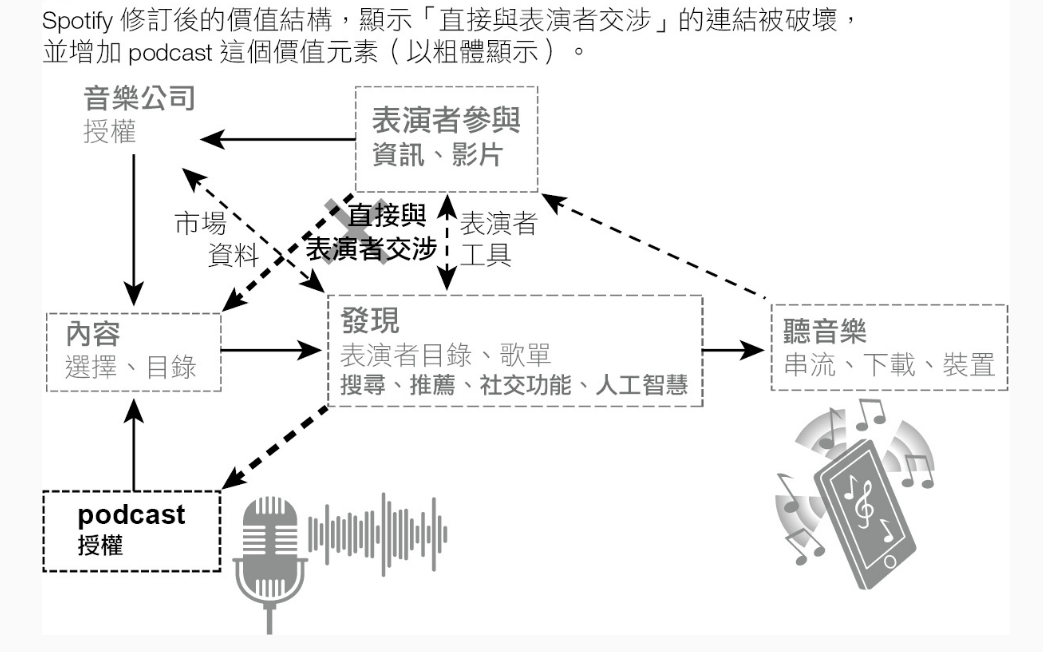 Spotify 修訂後的價值結構，顯示「直接與表演者交涉」的連結被破壞，
並增加 podcast 這個價值元素（以粗體顯示）。
音樂公司
授權
表演者參與
資訊、影片
市場
資料
直接與
表演者交涉
表演者
工具
內容
選擇、目錄
發現
表演者目錄、歌單
搜尋、推薦、社交功能、人工智慧
聽音樂
串流、下載、裝置
podcast
授權